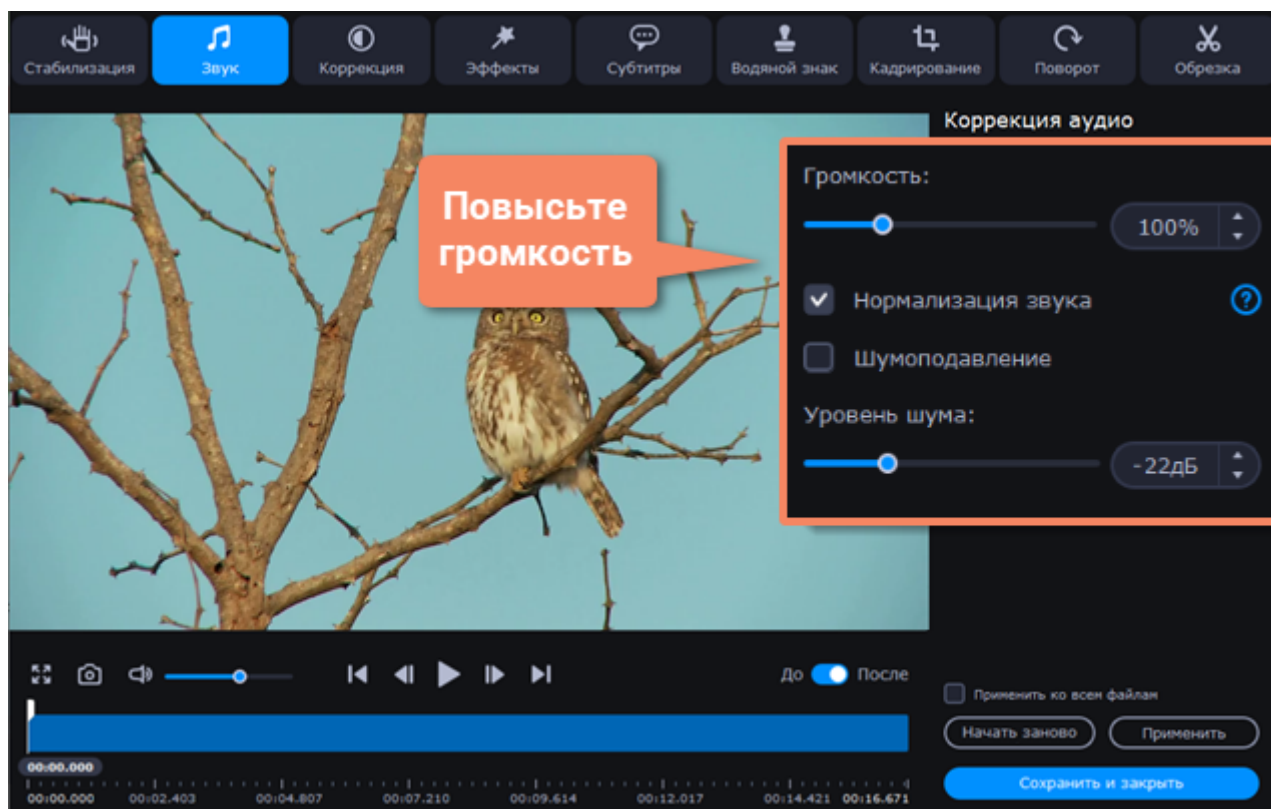 Стабилизация
Звук
Коррекция
Эффекты
Субтитры
Водяной знак
Кадрирование
Поворот
Обрезка
Коррекция аудио
Повысьте
громкость
Громкость:
100%
Нормализация звука
?
Шумоподавление
Уровень шума:
-22дБ
До
После
Применить ко всем файлам
Начать заново
Применить
00:00.000
00:00.000 00:02.403 00:04.807 00:07.210 00:09.614 00:12.017 00:14.421 00:16.671
Сохранить и закрыть